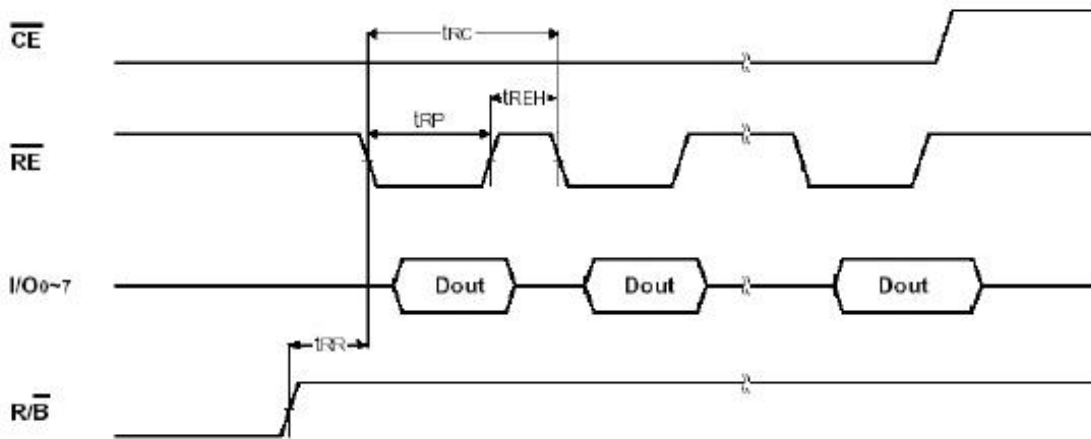 CE
tRC
tREH
tRP
RE
I/O0~7
Dout Dout Dout
tRR
R/B